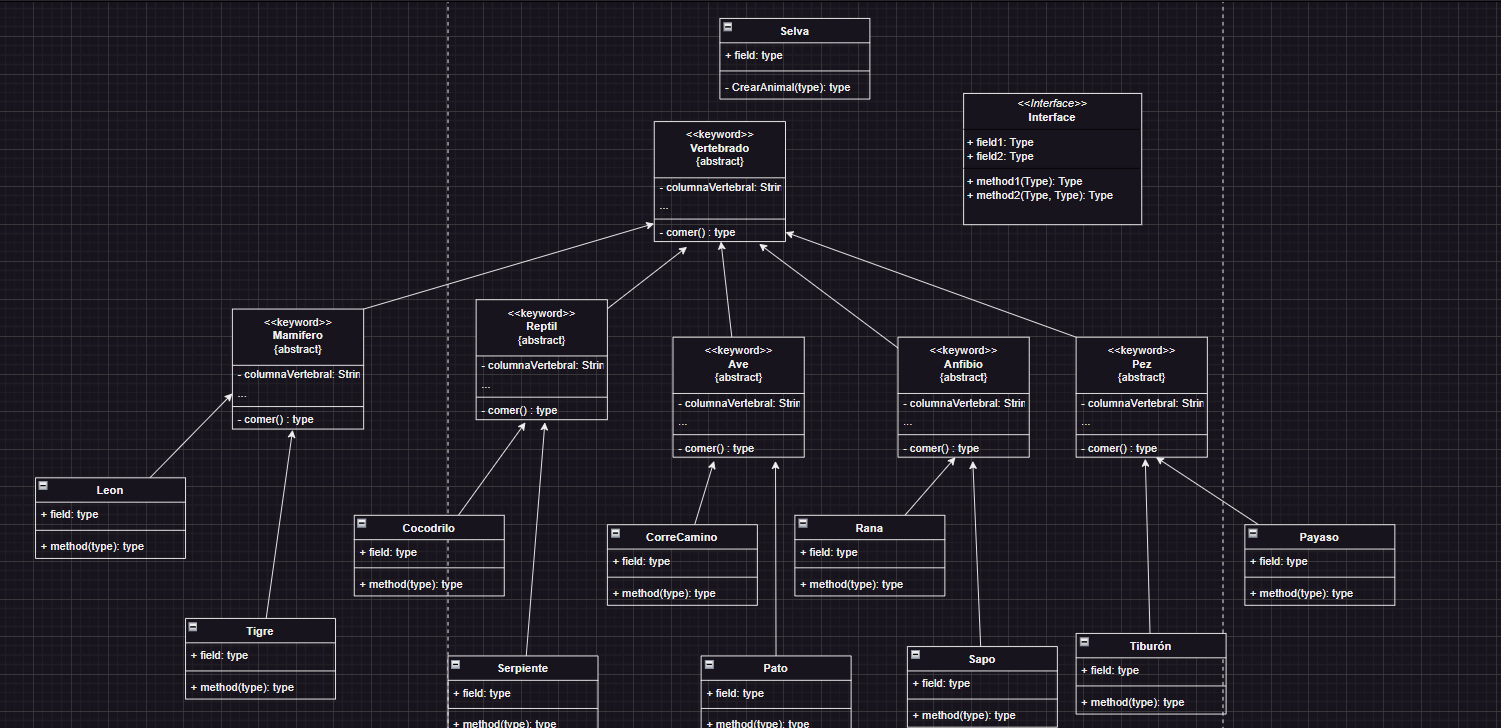 Selva
+ field: type
- CrearAnimal(type): type
<<Interface>>
Interface
+ field1: Type
+ field2: Type
+ method1(Type): Type
+ method2(Type, Type): Type
<<keyword>>
Vertebrado
{abstract}
- columnaVertebral: Strin
...
- comer() : type
<<keyword>>
Mamifero
{abstract}
- columnaVertebral: Strin
...
- comer() : type
<<keyword>>
Reptil
{abstract}
- columnaVertebral: Strin
...
- comer() : type
<<keyword>>
Ave
{abstract}
- columnaVertebral: Strin
...
- comer() : type
<<keyword>>
Anfibio
{abstract}
- columnaVertebral: Strin
...
- comer() : type
<<keyword>>
Pez
{abstract}
- columnaVertebral: Strin
...
- comer() : type
Leon
+ field: type
+ method(type): type
Cocodrilo
+ field: type
+ method(type): type
CorreCamino
+ field: type
+ method(type): type
Rana
+ field: type
+ method(type): type
Payaso
+ field: type
+ method(type): type
Tigre
+ field: type
+ method(type): type
Serpiente
+ field: type
+ method(type): type
Pato
+ field: type
+ method(type): type
Sapo
+ field: type
+ method(type): type
Tiburón
+ field: type
+ method(type): type